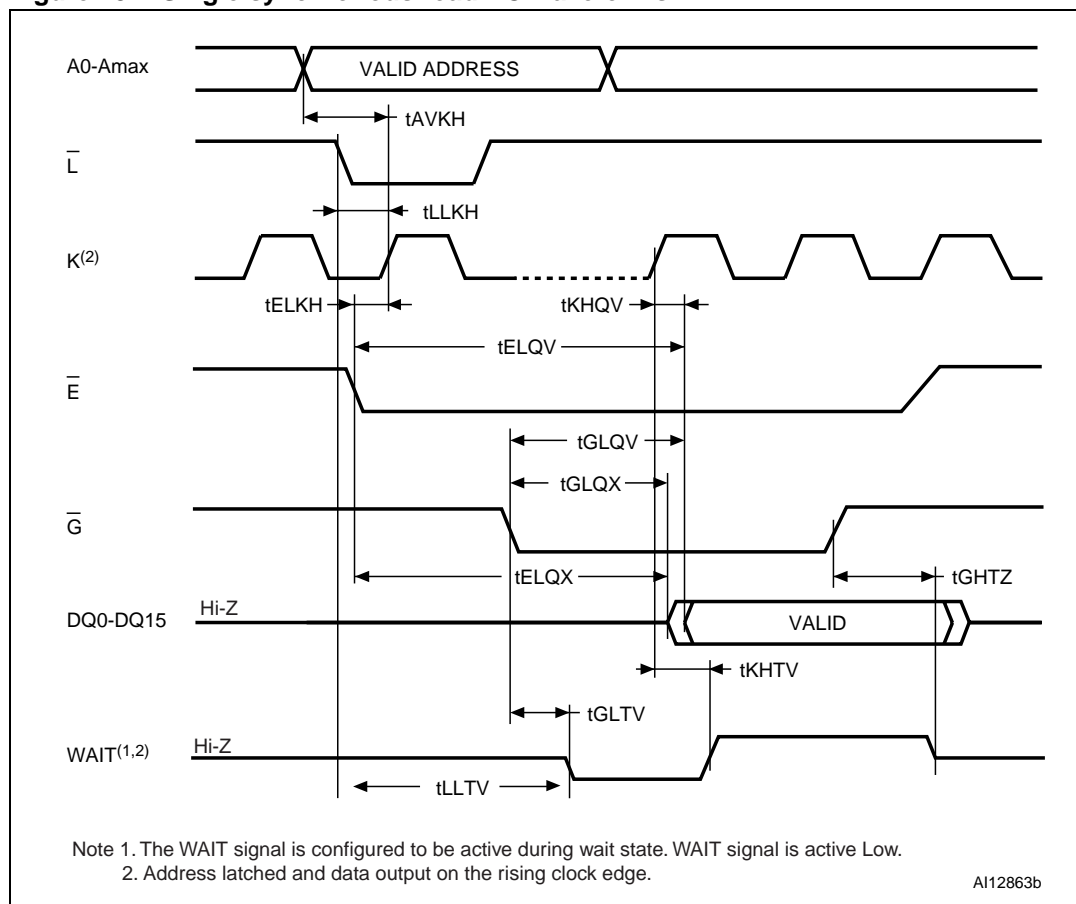 A0-Amax
VALID ADDRESS
tAVKH
L
tLLKH
K(2)
tELKH
tKHQV
tELQV
E
tGLQV
tGLQX
G
tELQX
tGHTZ
DQ0-DQ15
Hi-Z
VALID
tKHTV
tGLTV
WAIT(1,2)
Hi-Z
tLLTV
Note 1. The WAIT signal is configured to be active during wait state. WAIT signal is active Low.
2. Address latched and data output on the rising clock edge.
AI12863b